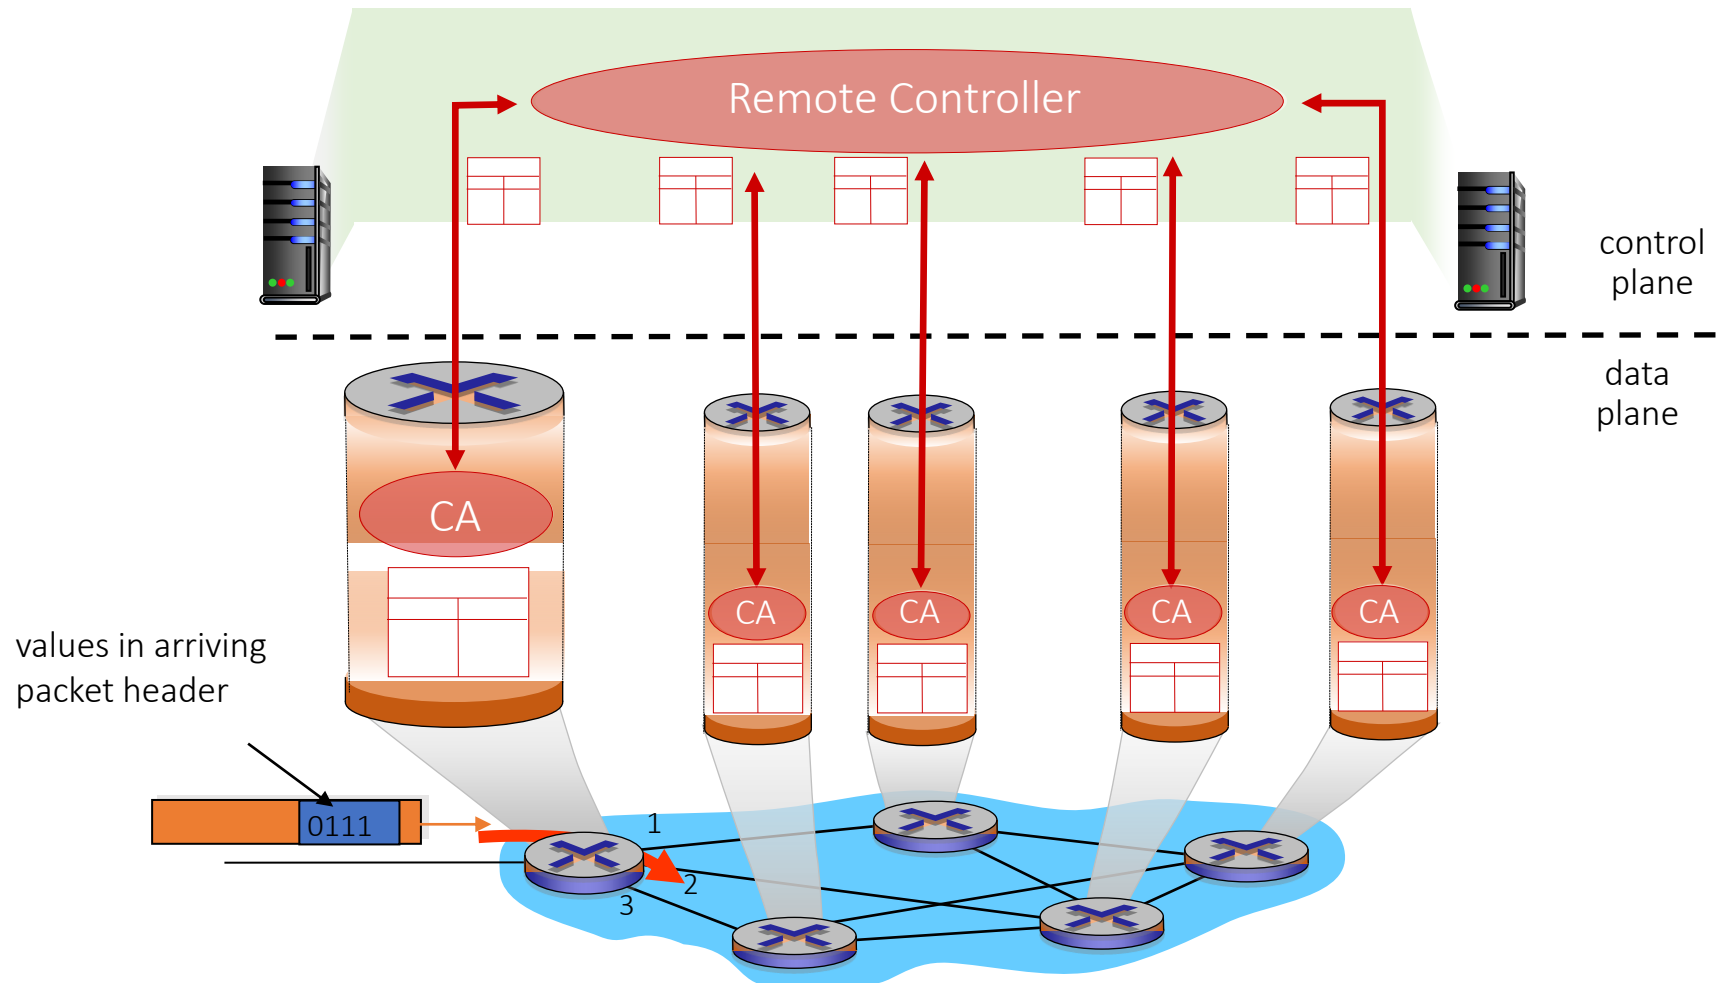 Remote Controller
control
plane
data
plane
CA
CA
CA
CA
CA
values in arriving
packet header
0111
1
2
3